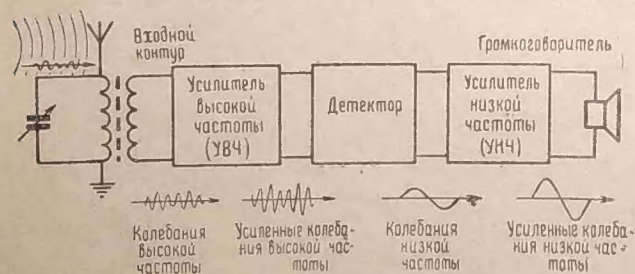 Входной
контур
Громкоговоритель
Усилитель
высокой
частоты
(УВЧ)
Детектор
Усилитель
низкой
частоты
(УНЧ)
Колебания
высокой
частоты
Усиленные колеба-
ния высокой час-
тоты
Колебания
низкой
частоты
Усиленные колеба-
ния низкой час-
тоты